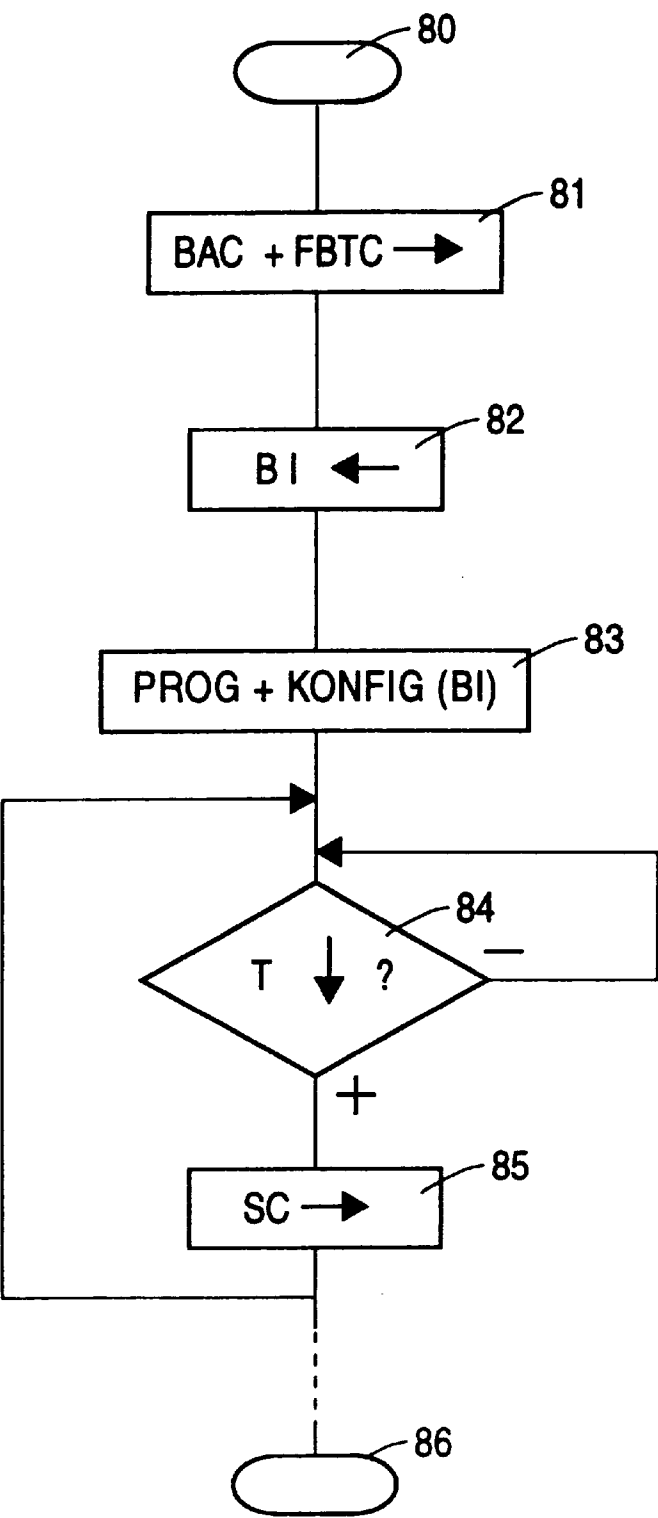 80
81
BAC + FBTC →
82
BI ←
83
PROG + KONFIG (BI)
84
T ↓ ?
—
+
85
SC →
86